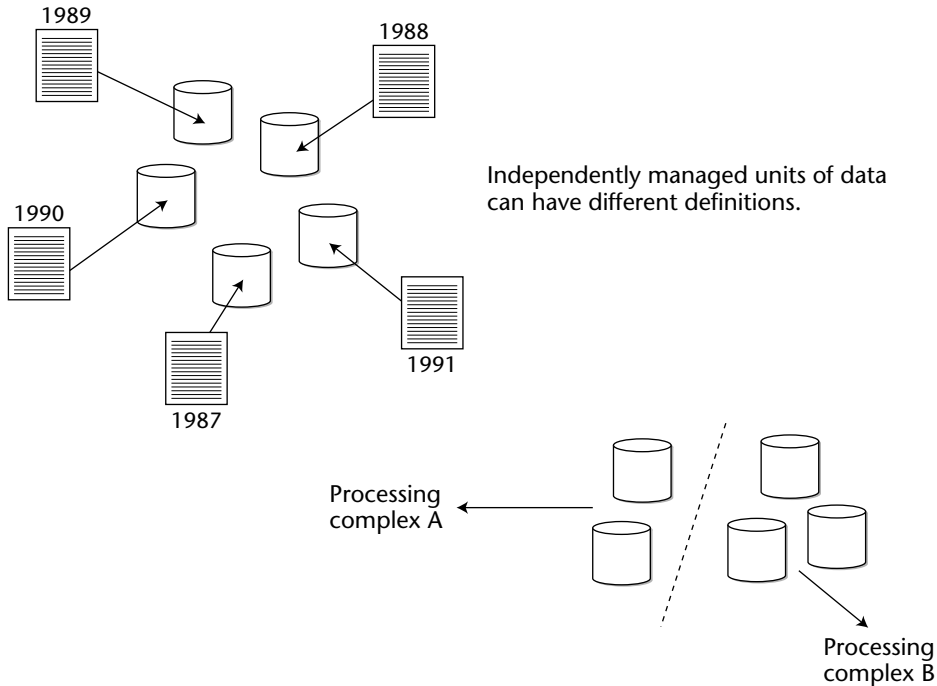 1989
1988
Independently managed units of data
can have different definitions.
1990
1991
1987
Processing
complex A
Processing
complex B